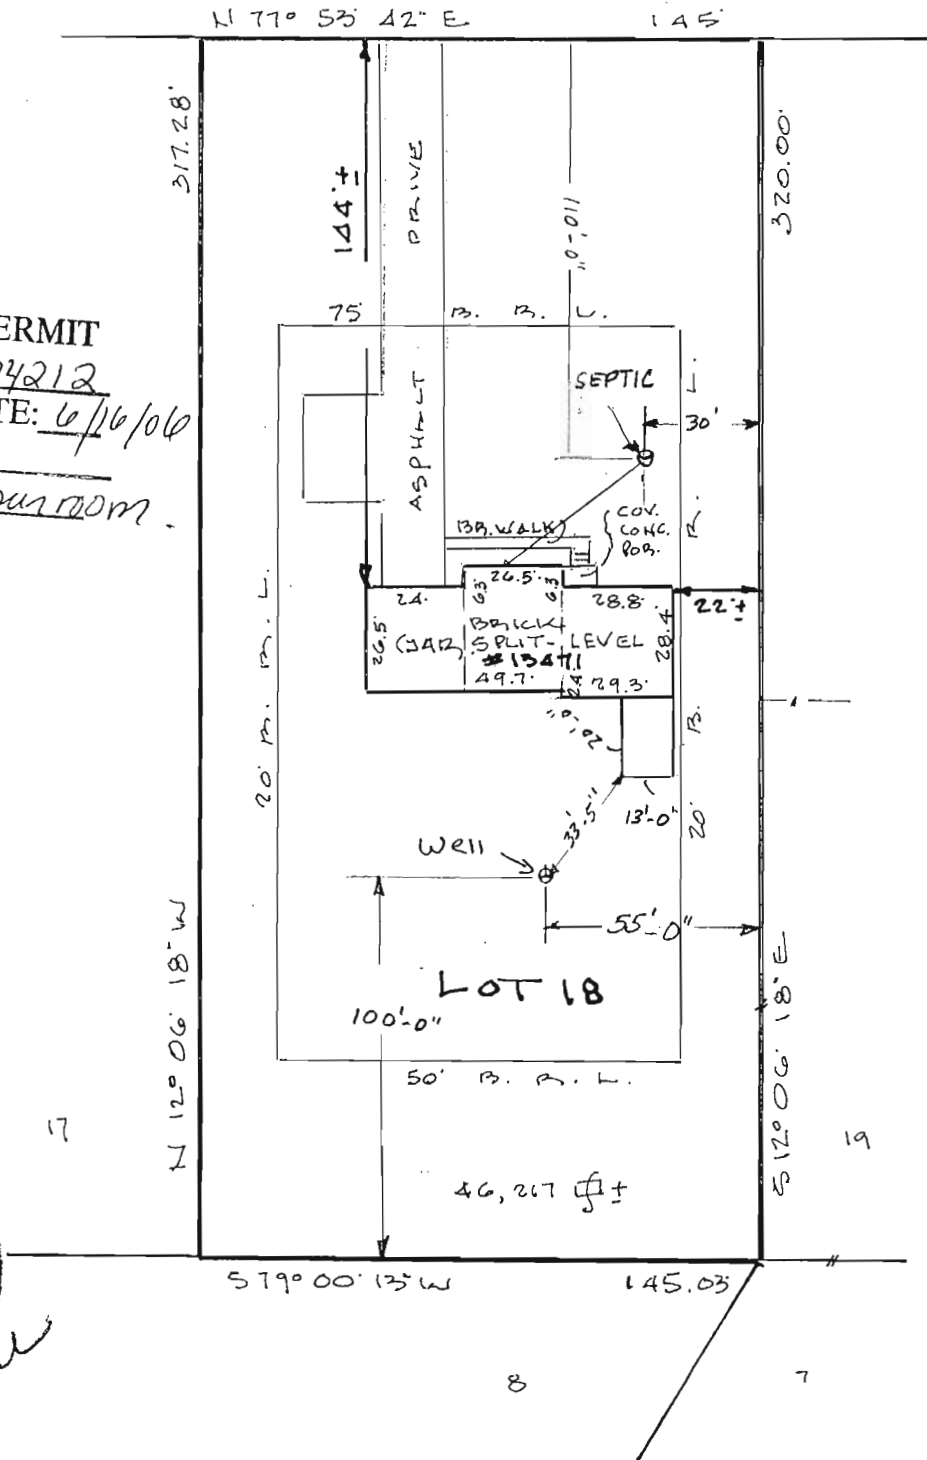 N 77° 53' 42" E 145'
317.28'
320.00'
144'±
ASPHALT DRIVE
110'-0"
75' B. R. L.
ERMIT
4212
TE: 6/16/06
sunroom.
SEPTIC
30'
20' B. R. L.
BR. WALK
COV.
CONC.
POR.
26.5'
24.
6.3
6.3
28.8'
22'±
26.5'
(GAR)
BRICK
SPLIT-LEVEL
#13471
28.4
49.7'
24.
29.3'
20'-0"
20' B. R. L.
13'-0"
33'-5"
Well
55'-0"
LOT 18
100'-0"
50' B. R. L.
N 12° 06' 18" W
S 12° 06' 18" E
17
19
46,267 ±
S 79° 00' 13" W 145.03'
8
7